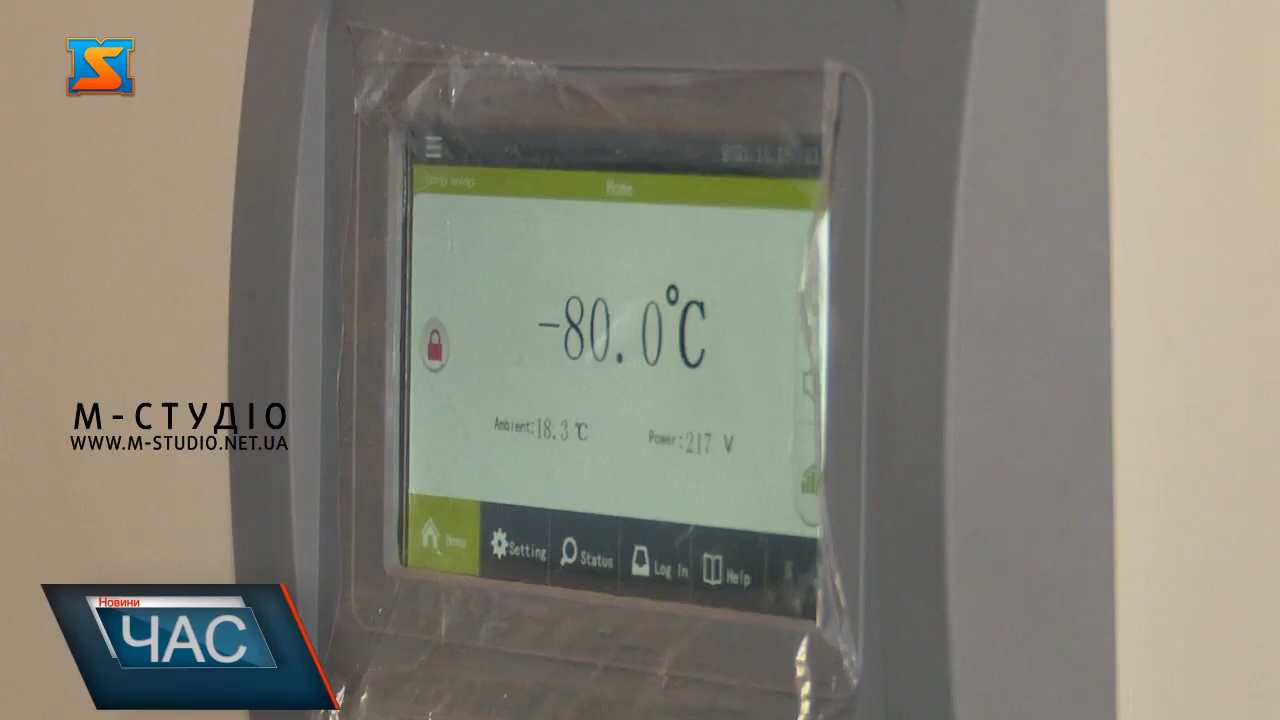 Home
-80.0℃
Ambient:18.3 ℃
Power:217 V
Home
Setting
Status
Log In
Help
М-СТУДІО
WWW.M-STUDIO.NET.UA
Новини
ЧАС